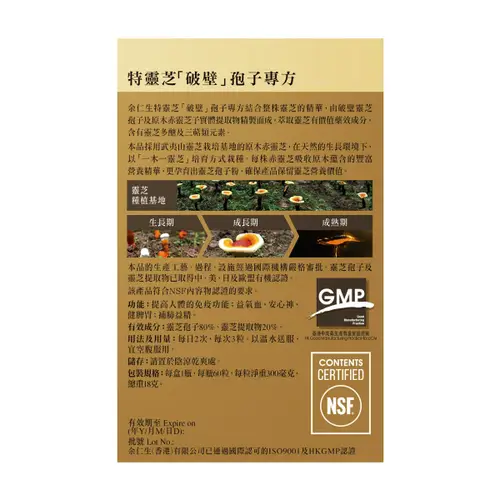 特靈芝「破壁」孢子專方
余仁生特靈芝「破壁」孢子專方結合整株靈芝的精華，由破壁靈芝
孢子及原木赤靈芝子實體提取物精製而成，萃取靈芝有價值藥效成分，
含有靈芝多醣及三萜類元素。
本品採用武夷山靈芝栽培基地的原木赤靈芝，在天然的生長環境下，
以「一木一靈芝」培育方式栽種，每株赤靈芝吸收原木蘊含的豐富
營養精華，更孕育出靈芝孢子粉，確保產品保留靈芝營養價值。
靈芝
種植基地
生長期
成長期
成熟期
本品的生產工藝、過程、設施經過國際機構嚴格審批，靈芝孢子及
靈芝提取物已取得中、美、日及歐盟有機認證。
該產品符合NSF內容物認證的要求。
功能：提高人體的免疫功能：益氣血，安心神，
健脾胃，補肺益精。
有效成分：靈芝孢子80%，靈芝提取物20%。
用法及用量：每日2次，每次3粒，以溫水送服，
宜空腹服用。
儲存：請置於陰涼乾爽處。
包裝規格：每盒1瓶，每瓶60粒，每粒淨重300毫克，
總重18克。
GMP
Good
Manufacturing
Practice
CONTENTS
CERTIFIED
NSF
有效期至 Expire on
(年Y/月M/日D):
批號 Lot No.:
余仁生(香港)有限公司已通過國際認可的ISO9001及HKGMP認證